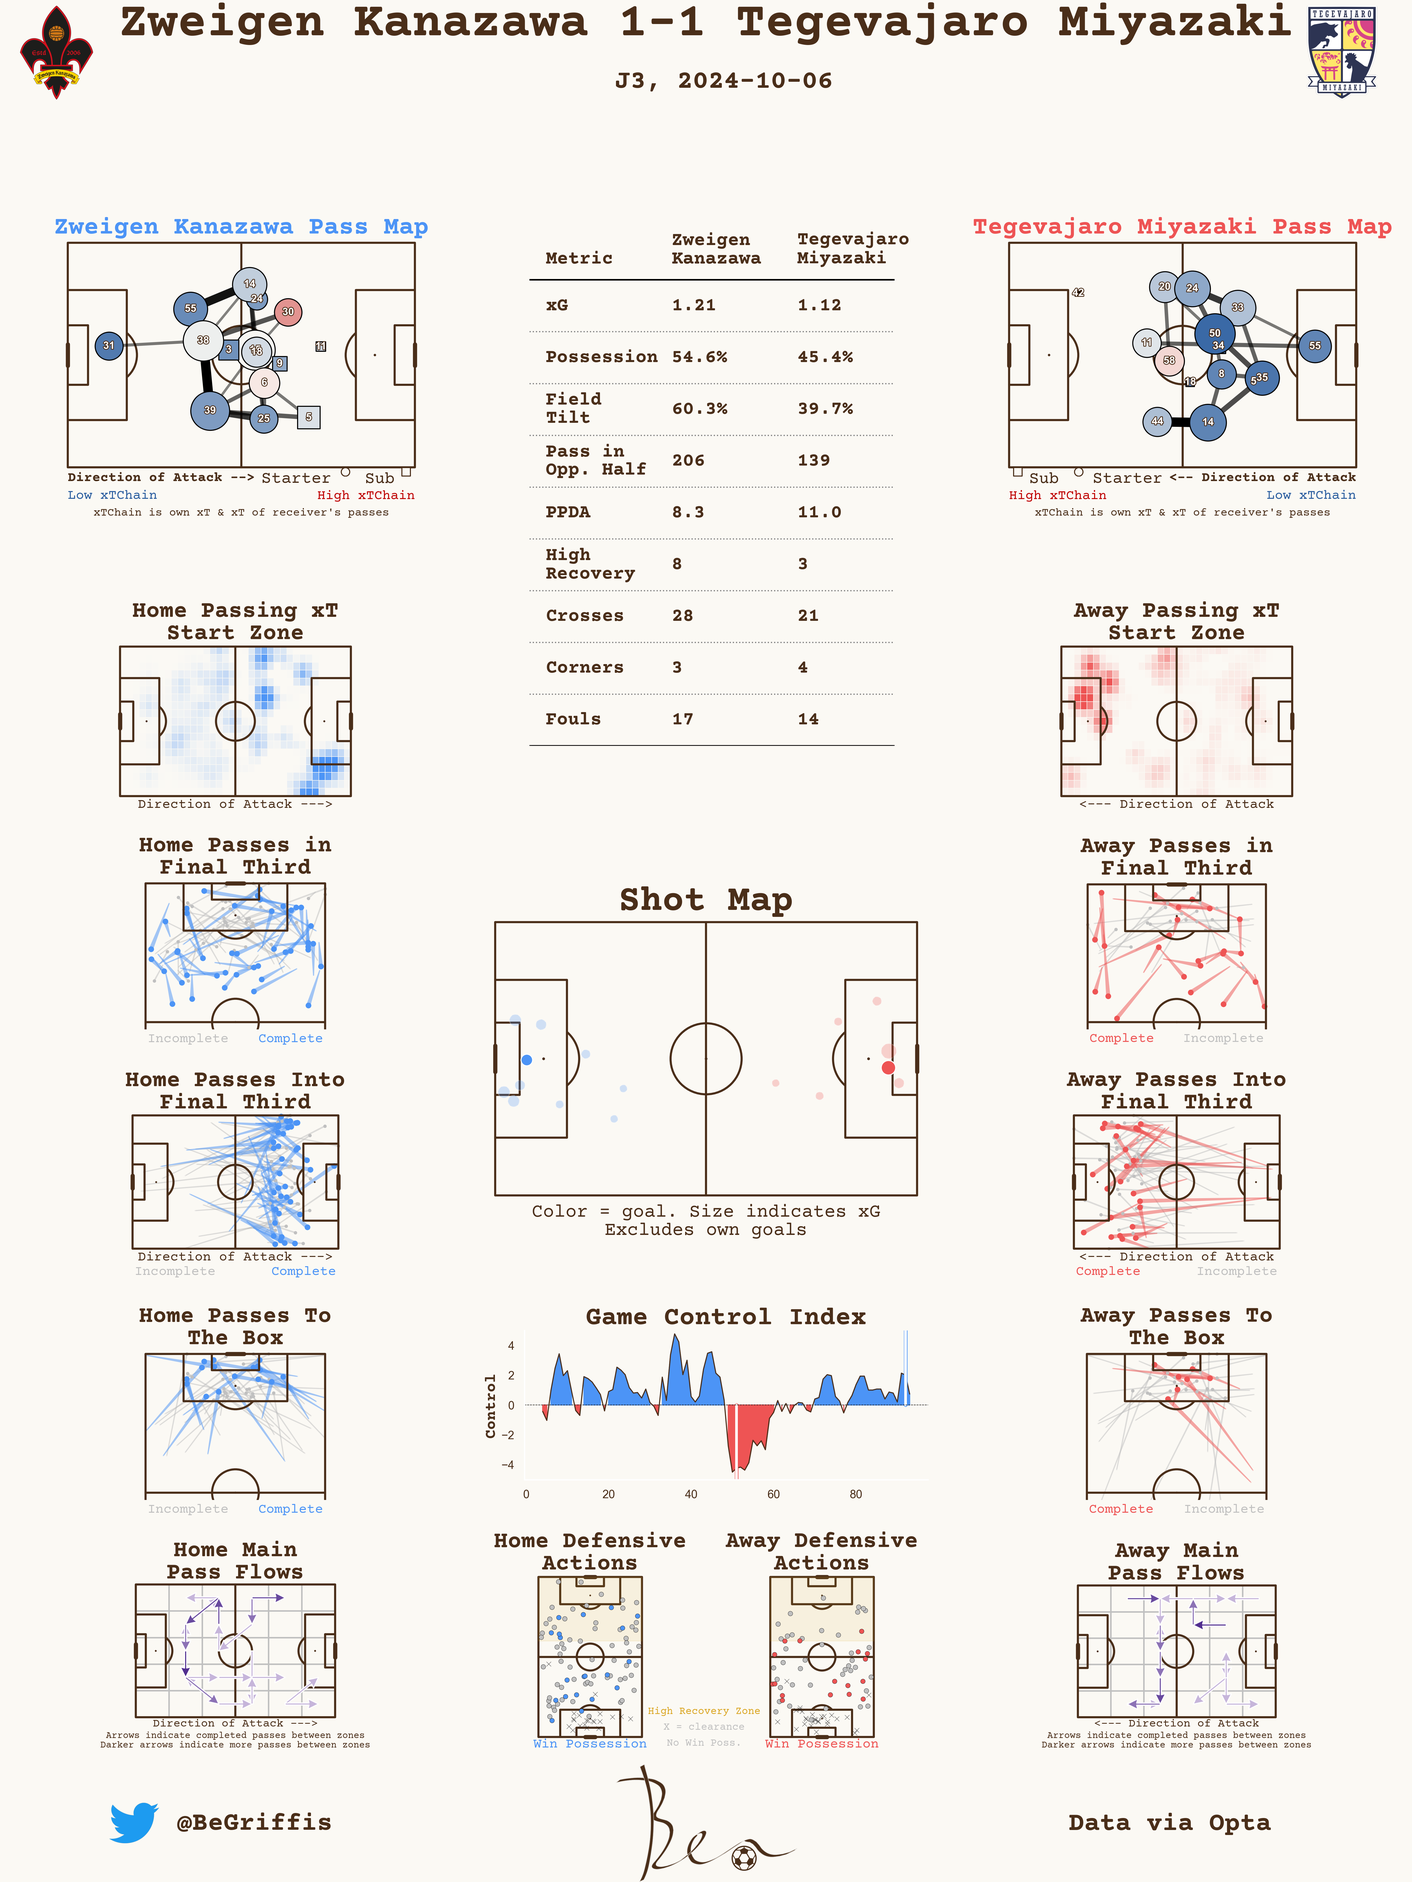 Zweigen Kanazawa 1-1 Tegevajaro Miyazaki
J3, 2024-10-06
Estd 2006
Zweigen Kanazawa
TEGEVAJARO
MIYAZAKI
Zweigen Kanazawa Pass Map
14
24
55
30
38
31
3
18
11
9
6
39
25
5
Direction of Attack --> Starter Sub
Low xTChain High xTChain
xTChain is own xT & xT of receiver's passes
Metric Zweigen Kanazawa Tegevajaro Miyazaki
xG 1.21 1.12
Possession 54.6% 45.4%
Field Tilt 60.3% 39.7%
Pass in Opp. Half 206 139
PPDA 8.3 11.0
High Recovery 8 3
Crosses 28 21
Corners 3 4
Fouls 17 14
Tegevajaro Miyazaki Pass Map
42
20
24
33
50
11
34
55
58
8
18
5
35
44
14
Sub Starter <-- Direction of Attack
High xTChain Low xTChain
xTChain is own xT & xT of receiver's passes
Home Passing xT
Start Zone
Direction of Attack --->
Away Passing xT
Start Zone
<--- Direction of Attack
Home Passes in
Final Third
Incomplete Complete
Away Passes in
Final Third
Complete Incomplete
Shot Map
Color = goal. Size indicates xG
Excludes own goals
Home Passes Into
Final Third
Direction of Attack --->
Incomplete Complete
Away Passes Into
Final Third
<--- Direction of Attack
Complete Incomplete
Home Passes To
The Box
Incomplete Complete
Game Control Index
Control
4
2
0
−2
−4
0 20 40 60 80
Away Passes To
The Box
Complete Incomplete
Home Main
Pass Flows
Direction of Attack --->
Arrows indicate completed passes between zones
Darker arrows indicate more passes between zones
Home Defensive
Actions
Win Possession
Away Defensive
Actions
Win Possession
High Recovery Zone
X = clearance
No Win Poss.
Away Main
Pass Flows
<--- Direction of Attack
Arrows indicate completed passes between zones
Darker arrows indicate more passes between zones
@BeGriffis
Ben
Data via Opta